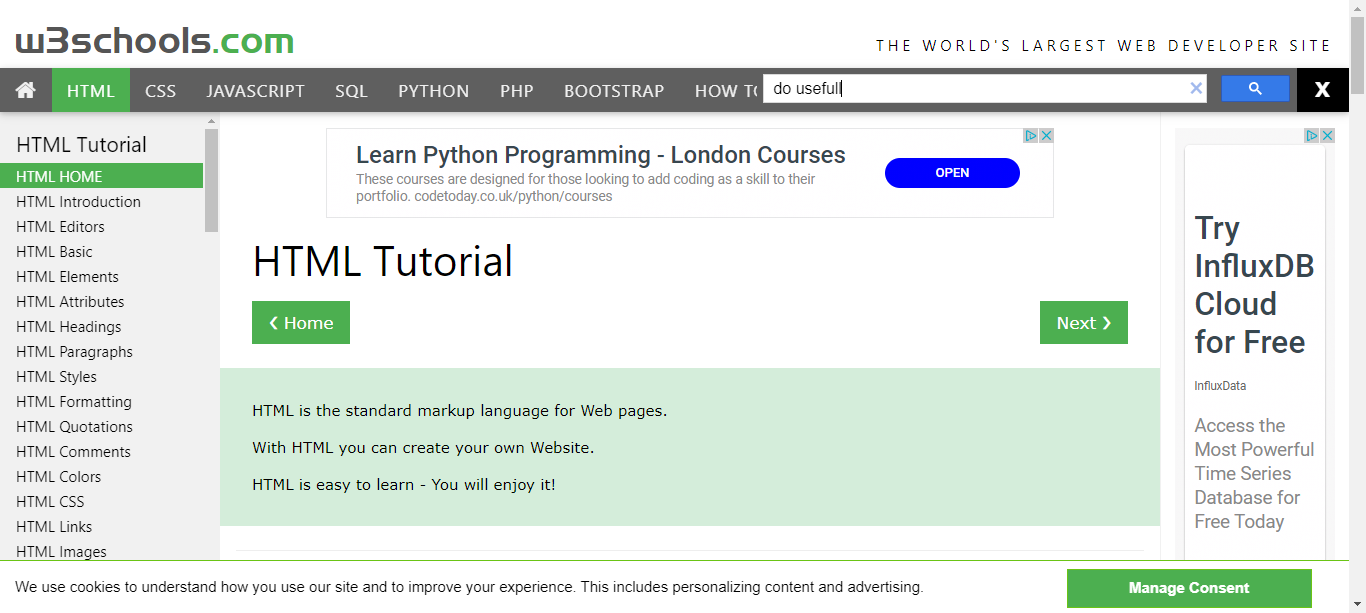 w3schools.com
THE WORLD'S LARGEST WEB DEVELOPER SITE
HTML CSS JAVASCRIPT SQL PYTHON PHP BOOTSTRAP HOW TO
do usefull
X
HTML Tutorial
HTML HOME
HTML Introduction
HTML Editors
HTML Basic
HTML Elements
HTML Attributes
HTML Headings
HTML Paragraphs
HTML Styles
HTML Formatting
HTML Quotations
HTML Comments
HTML Colors
HTML CSS
HTML Links
HTML Images
Learn Python Programming - London Courses
These courses are designed for those looking to add coding as a skill to their
portfolio. codetoday.co.uk/python/courses
OPEN
HTML Tutorial
❮ Home
Next ❯
HTML is the standard markup language for Web pages.
With HTML you can create your own Website.
HTML is easy to learn - You will enjoy it!
Try
InfluxDB
Cloud
for Free
InfluxData
Access the
Most Powerful
Time Series
Database for
Free Today
We use cookies to understand how you use our site and to improve your experience. This includes personalizing content and advertising.
Manage Consent